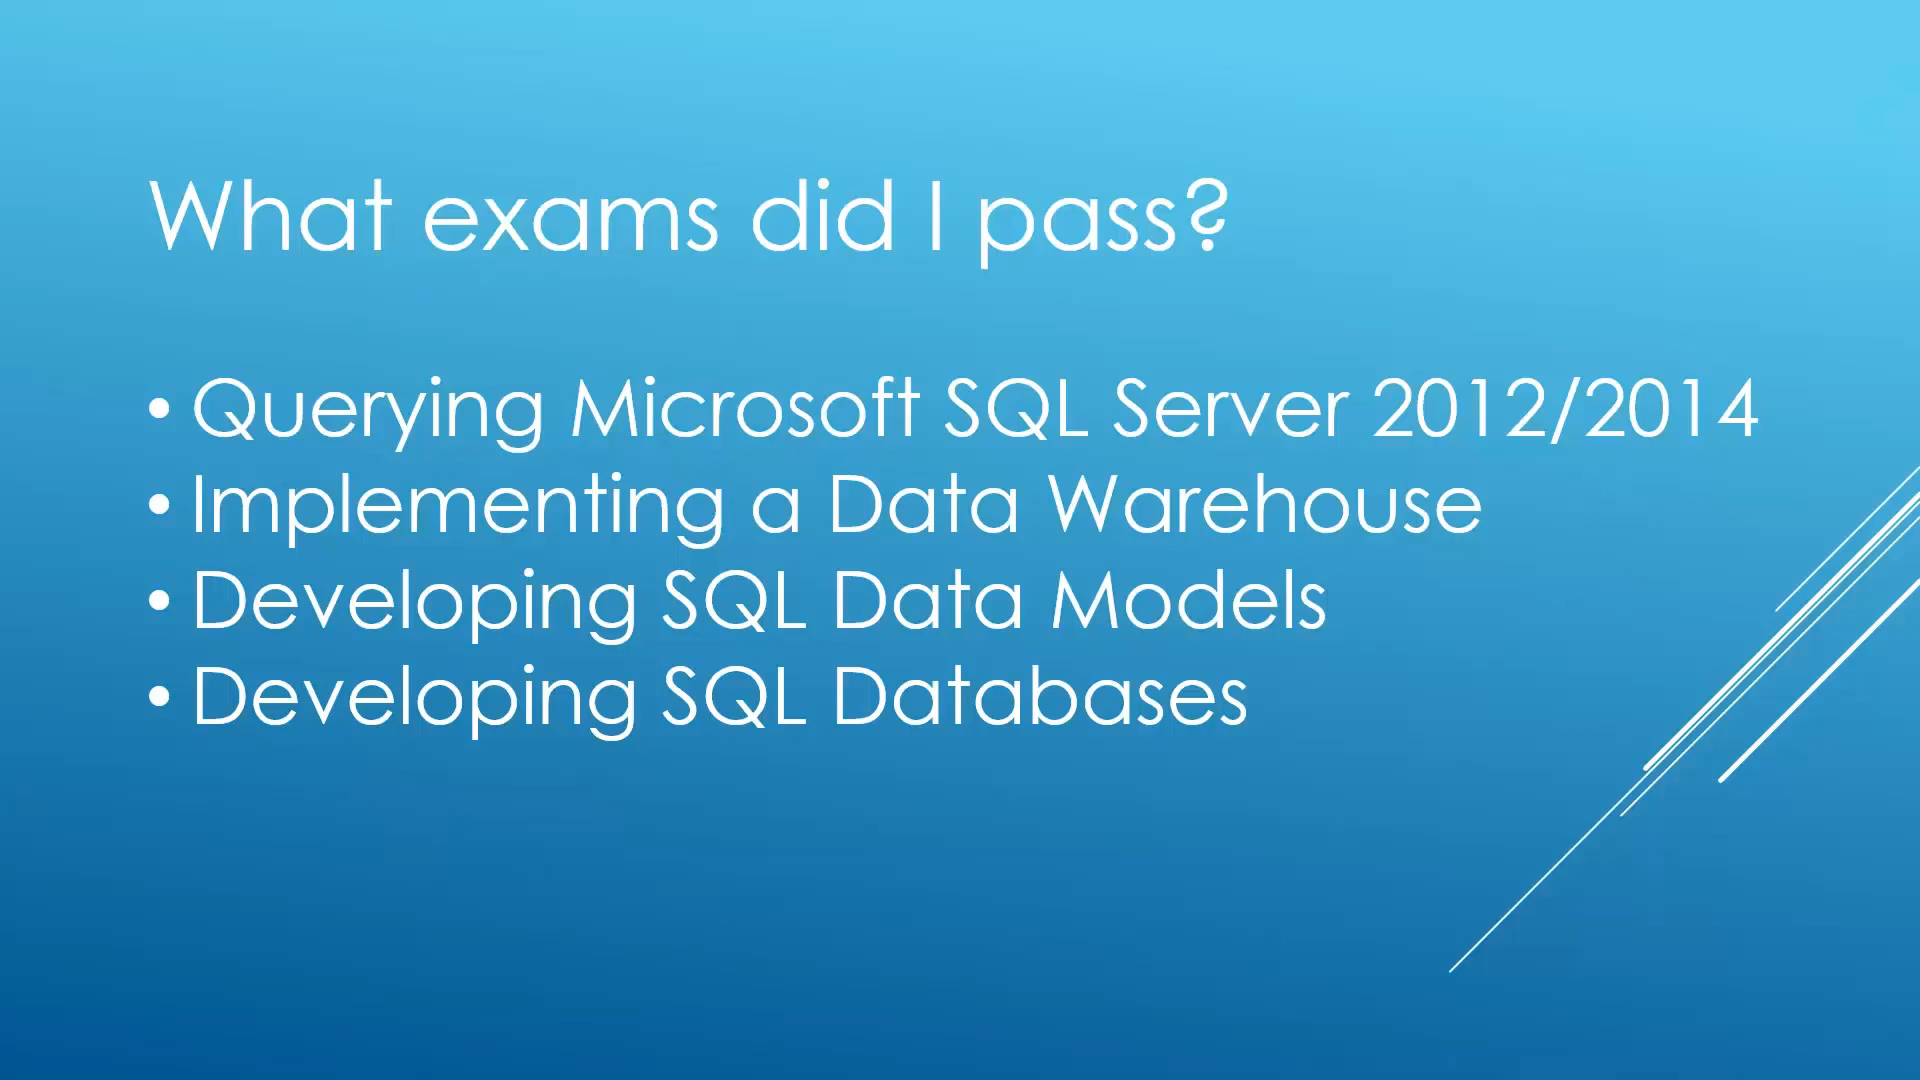 What exams did I pass?
• Querying Microsoft SQL Server 2012/2014
• Implementing a Data Warehouse
• Developing SQL Data Models
• Developing SQL Databases